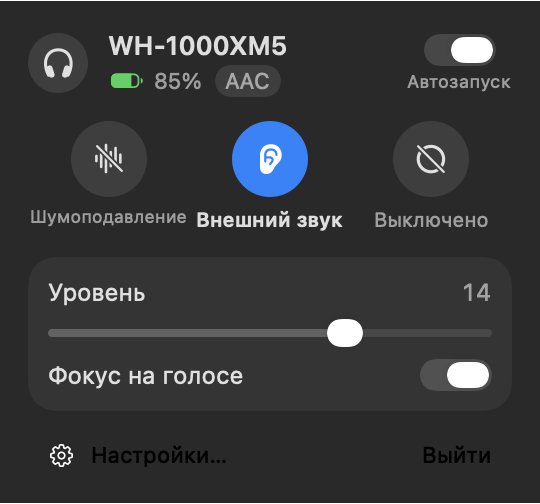 WH-1000XM5
85% AAC
Автозапуск
Шумоподавление Внешний звук Выключено
Уровень 14
Фокус на голосе
Настройки... Выйти